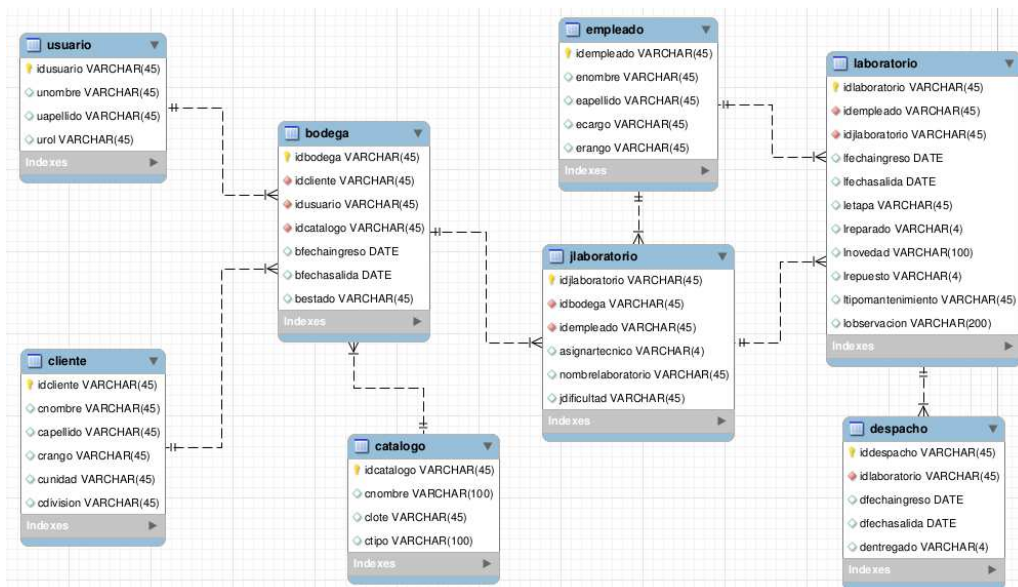 usuario
idusuario VARCHAR(45)
unombre VARCHAR(45)
uapellido VARCHAR(45)
urol VARCHAR(45)
Indexes
bodega
idbodega VARCHAR(45)
idcliente VARCHAR(45)
idusuario VARCHAR(45)
idcatalogo VARCHAR(45)
bfechaingreso DATE
bfechasalida DATE
bestado VARCHAR(45)
Indexes
cliente
idcliente VARCHAR(45)
cnombre VARCHAR(45)
capellido VARCHAR(45)
crango VARCHAR(45)
cunidad VARCHAR(45)
cdivision VARCHAR(45)
Indexes
catalogo
idcatalogo VARCHAR(45)
cnombre VARCHAR(100)
clote VARCHAR(45)
ctipo VARCHAR(100)
Indexes
empleado
idempleado VARCHAR(45)
enombre VARCHAR(45)
eapellido VARCHAR(45)
ecargo VARCHAR(45)
erango VARCHAR(45)
Indexes
jlaboratorio
idjlaboratorio VARCHAR(45)
idbodega VARCHAR(45)
idempleado VARCHAR(45)
asignartecnico VARCHAR(4)
nombrelaboratorio VARCHAR(45)
jdificultad VARCHAR(45)
Indexes
laboratorio
idlaboratorio VARCHAR(45)
idempleado VARCHAR(45)
idjlaboratorio VARCHAR(45)
lfechaingreso DATE
lfechasalida DATE
letapa VARCHAR(45)
lreparado VARCHAR(4)
lnovedad VARCHAR(100)
lrepuesto VARCHAR(4)
ltipomantenimiento VARCHAR(45)
lobservacion VARCHAR(200)
Indexes
despacho
iddespacho VARCHAR(45)
idlaboratorio VARCHAR(45)
dfechaingreso DATE
dfechasalida DATE
dentregado VARCHAR(4)
Indexes